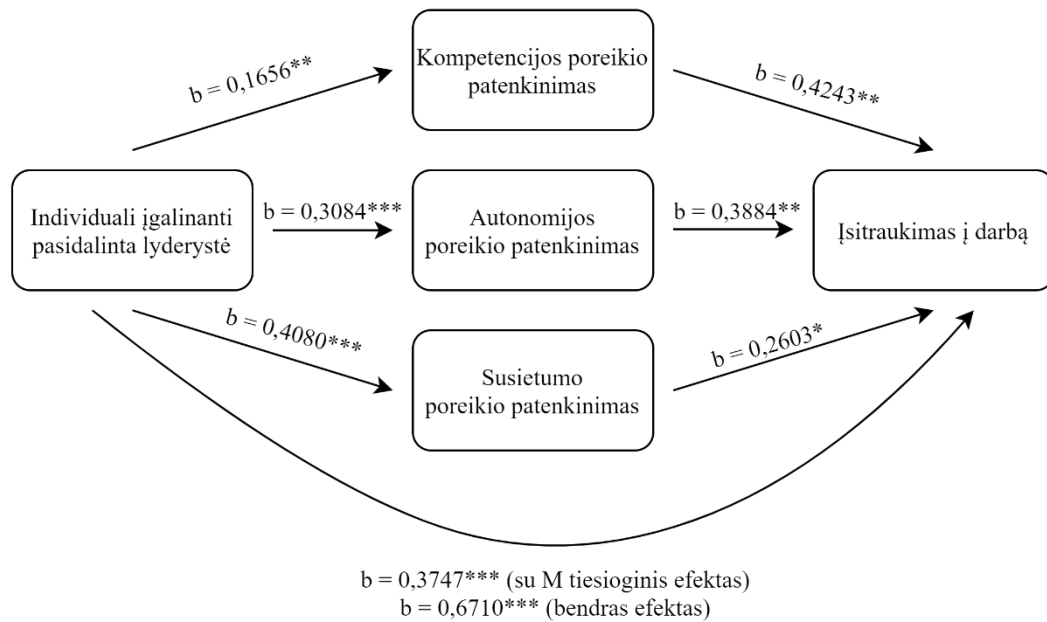 Kompetencijos poreikio
patenkinimas
b = 0,1656**
b = 0,4243**
Individuali įgalinanti
pasidalinta lyderystė
b = 0,3084***
Autonomijos
poreikio patenkinimas
b = 0,3884**
Įsitraukimas į darbą
b = 0,4080***
Susietumo
poreikio patenkinimas
b = 0,2603*
b = 0,3747*** (su M tiesioginis efektas)
b = 0,6710*** (bendras efektas)